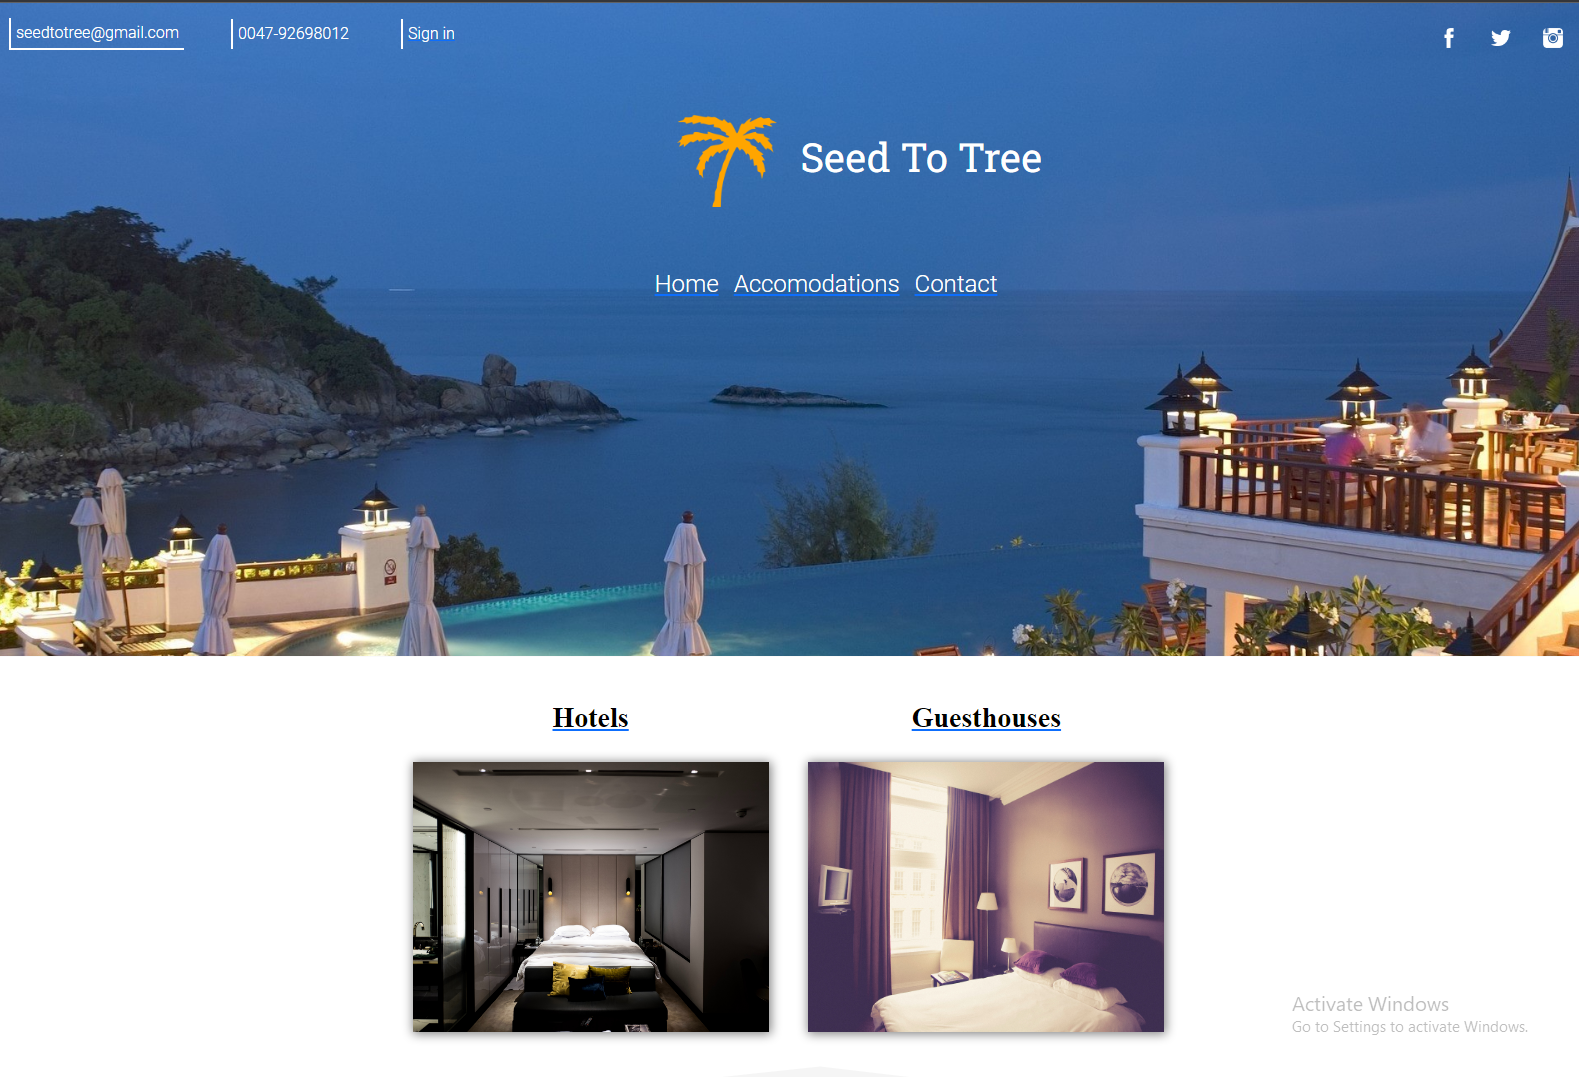 seedtotree@gmail.com
0047-92698012
Sign in
Seed To Tree
Home Accomodations Contact
Hotels
Guesthouses
Activate Windows
Go to Settings to activate Windows.